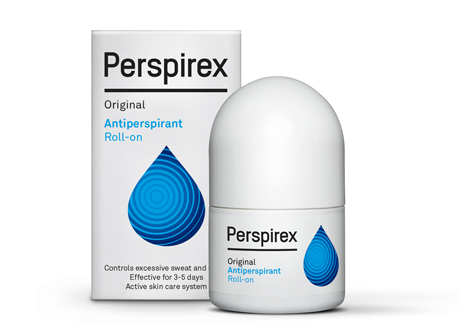 Perspirex
Original
Antiperspirant
Roll-on
Controls excessive sweat and
Effective for 3-5 days
Active skin care system
Perspirex
Original
Antiperspirant
Roll-on